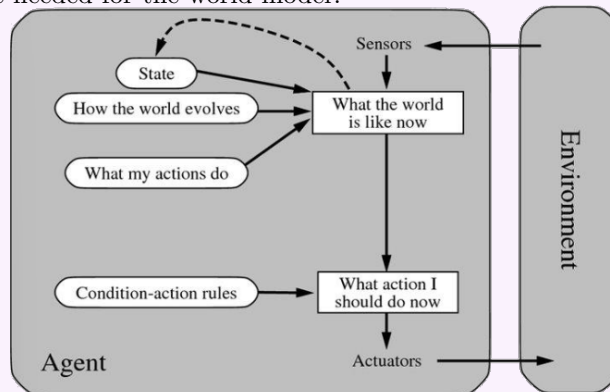 needed for the world model.
Sensors
State
How the world evolves
What the world
is like now
What my actions do
Environment
Condition-action rules
What action I
should do now
Agent
Actuators